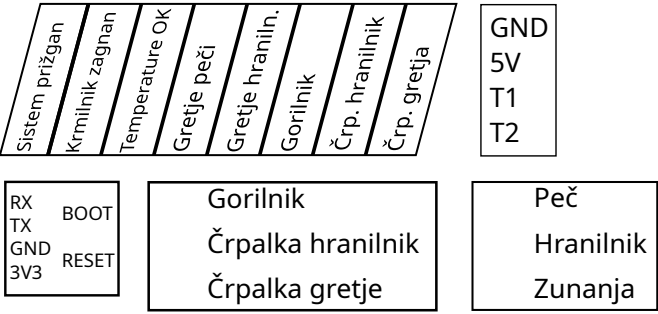 Sistem prižgan
Krmilnik zagnan
Temperature OK
Gretje peči
Gretje hraniln.
Gorilnik
Črp. hranilnik
Črp. gretja
GND
5V
T1
T2
RX
TX
GND
3V3
BOOT
RESET
Gorilnik
Črpalka hranilnik
Črpalka gretje
Peč
Hranilnik
Zunanja